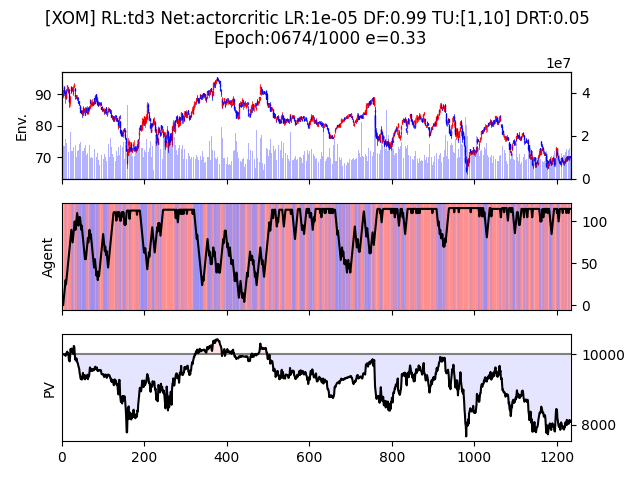 [XOM] RL:td3 Net:actorcritic LR:1e-05 DF:0.99 TU:[1,10] DRT:0.05
Epoch:0674/1000 e=0.33
1e7
Env.
90
80
70
4
2
0
Agent
100
50
0
PV
10000
8000
0 200 400 600 800 1000 1200